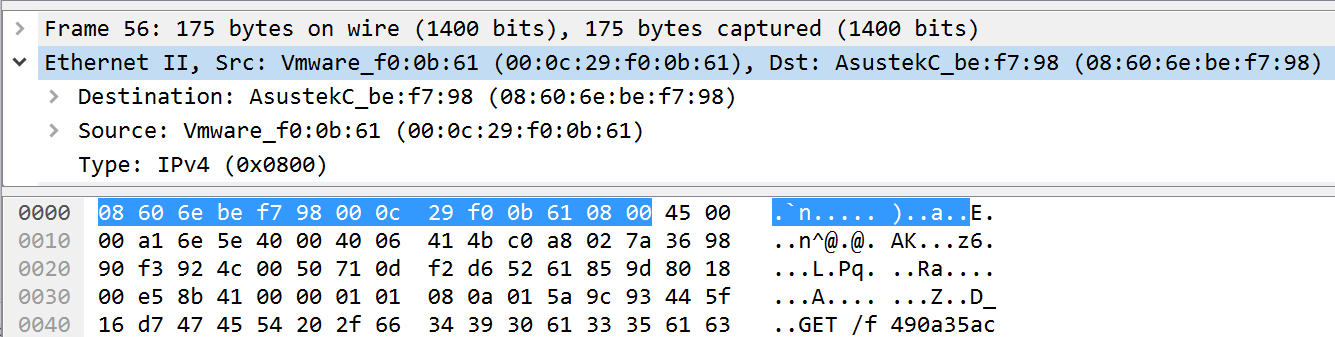 Frame 56: 175 bytes on wire (1400 bits), 175 bytes captured (1400 bits)
Ethernet II, Src: Vmware_f0:0b:61 (00:0c:29:f0:0b:61), Dst: AsustekC_be:f7:98 (08:60:6e:be:f7:98)
Destination: AsustekC_be:f7:98 (08:60:6e:be:f7:98)
Source: Vmware_f0:0b:61 (00:0c:29:f0:0b:61)
Type: IPv4 (0x0800)
0000 08 60 6e be f7 98 00 0c 29 f0 0b 61 08 00 45 00 .`n..... )..a..E.
0010 00 a1 6e 5e 40 00 40 06 41 4b c0 a8 02 7a 36 98 ..n^@.@. AK...z6.
0020 90 f3 92 4c 00 50 71 0d f2 d6 52 61 85 9d 80 18 ...L.Pq. ..Ra....
0030 00 e5 8b 41 00 00 01 01 08 0a 01 5a 9c 93 44 5f ...A.... ...Z..D_
0040 16 d7 47 45 54 20 2f 66 34 39 30 61 33 35 61 63 ..GET /f 490a35ac